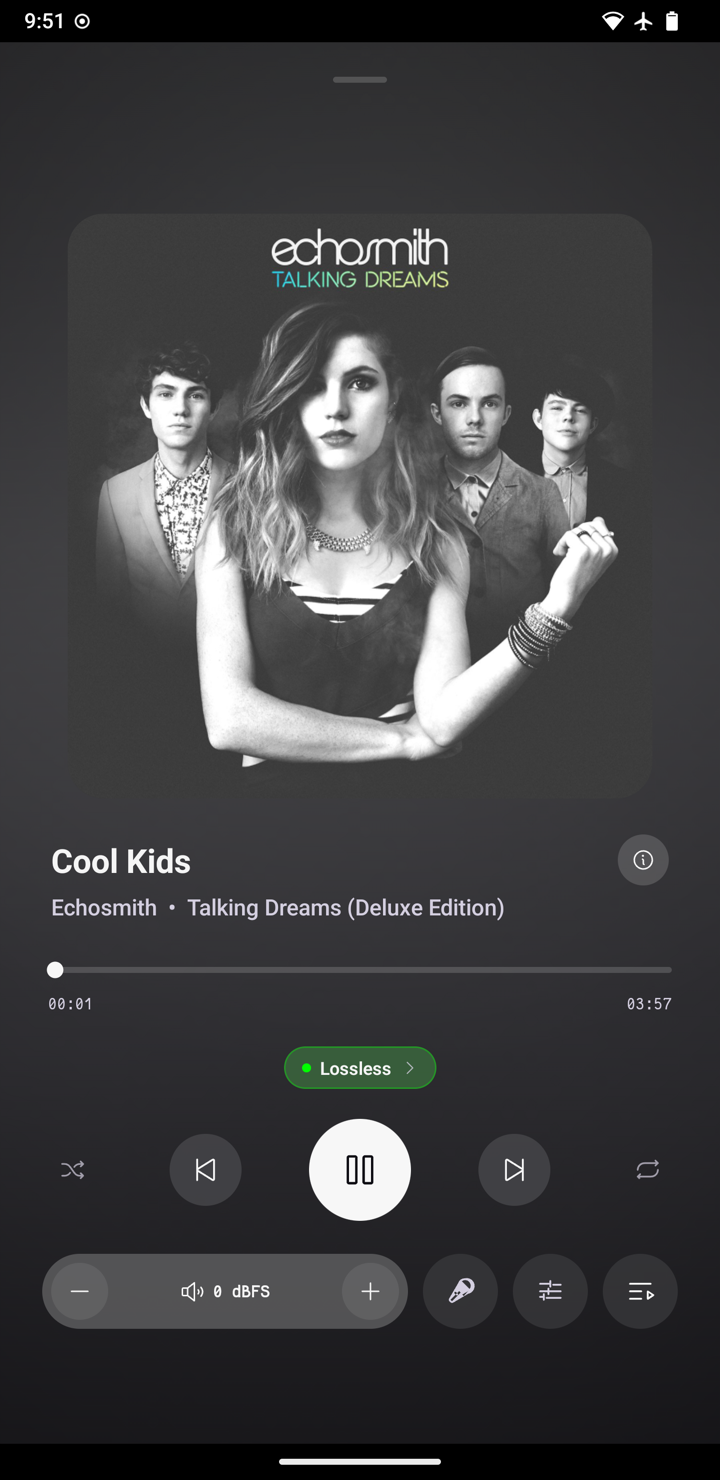 9:51
echosmith
TALKING DREAMS
Cool Kids
Echosmith • Talking Dreams (Deluxe Edition)
00:01 03:57
Lossless
0 dBFS